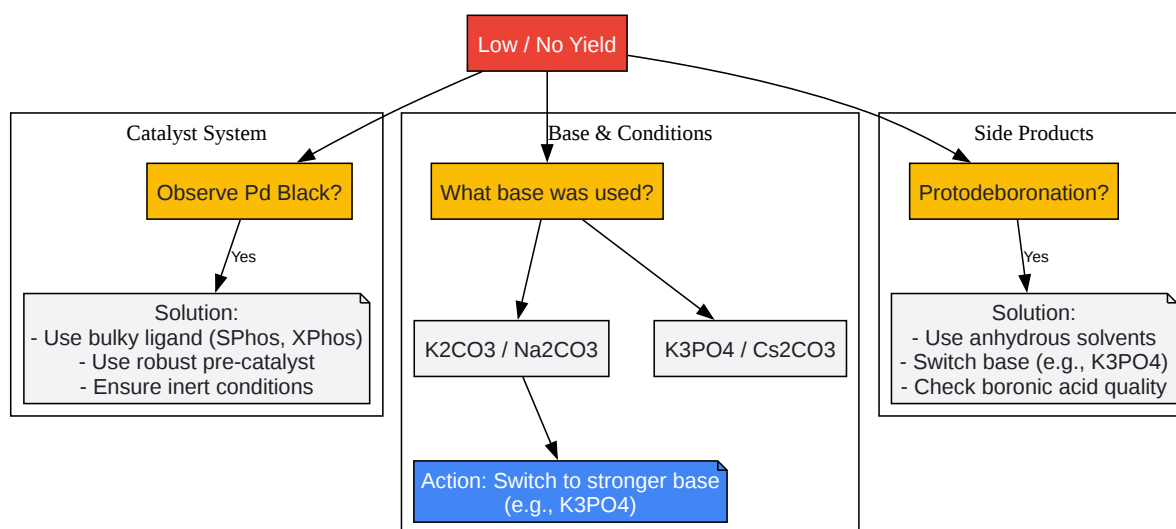 Low / No Yield
Catalyst System
Observe Pd Black?
Yes
Solution:
- Use bulky ligand (SPhos, XPhos)
- Use robust pre-catalyst
- Ensure inert conditions
Base & Conditions
What base was used?
K2CO3 / Na2CO3
K3PO4 / Cs2CO3
Action: Switch to stronger base
(e.g., K3PO4)
Side Products
Protodeboronation?
Yes
Solution:
- Use anhydrous solvents
- Switch base (e.g., K3PO4)
- Check boronic acid quality